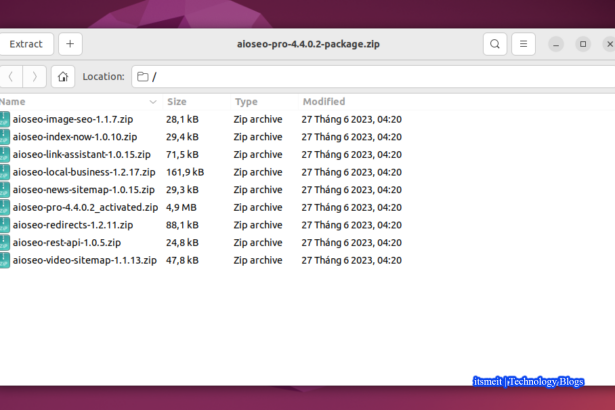 Extract + aioseo-pro-4.4.0.2-package.zip
Location: /
Name Size Type Modified
aioseo-image-seo-1.1.7.zip 28,1 kB Zip archive 27 Tháng 6 2023, 04:20
aioseo-index-now-1.0.10.zip 29,4 kB Zip archive 27 Tháng 6 2023, 04:20
aioseo-link-assistant-1.0.15.zip 71,5 kB Zip archive 27 Tháng 6 2023, 04:20
aioseo-local-business-1.2.17.zip 161,9 kB Zip archive 27 Tháng 6 2023, 04:20
aioseo-news-sitemap-1.0.15.zip 29,3 kB Zip archive 27 Tháng 6 2023, 04:20
aioseo-pro-4.4.0.2_activated.zip 4,9 MB Zip archive 27 Tháng 6 2023, 04:20
aioseo-redirects-1.2.11.zip 88,1 kB Zip archive 27 Tháng 6 2023, 04:20
aioseo-rest-api-1.0.5.zip 24,8 kB Zip archive 27 Tháng 6 2023, 04:20
aioseo-video-sitemap-1.1.13.zip 47,8 kB Zip archive 27 Tháng 6 2023, 04:20
itsmeit | Technology Blogs